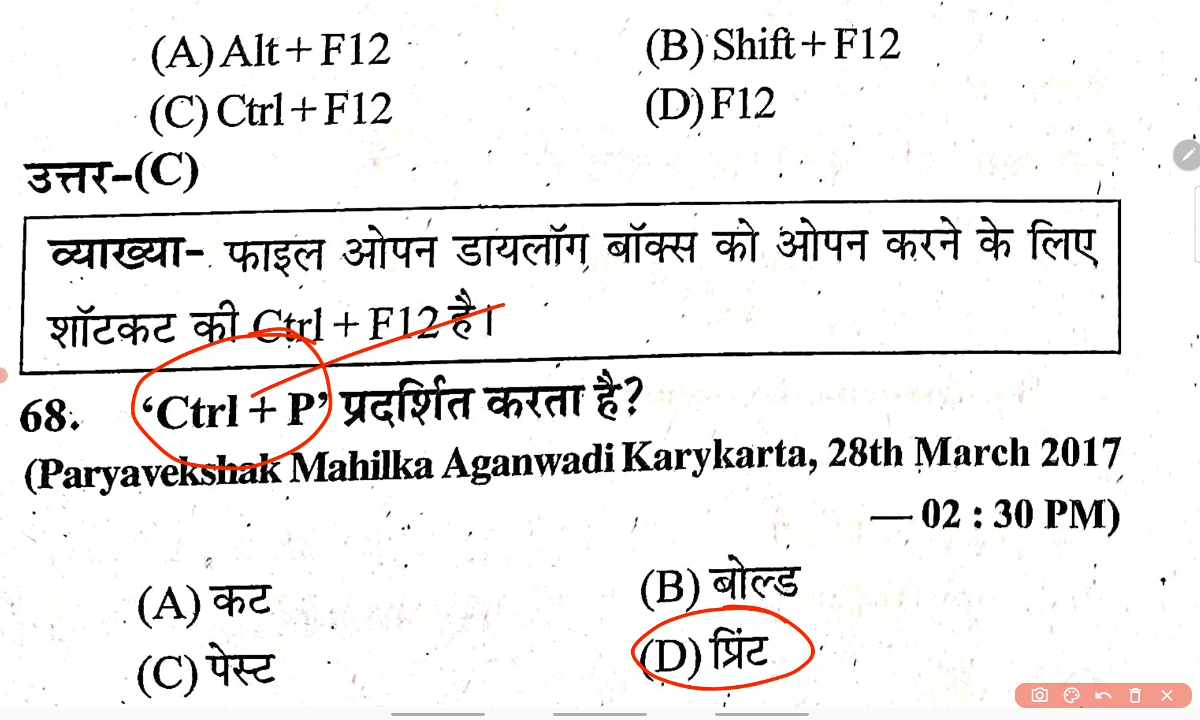 (A) Alt + F12 (B) Shift + F12
(C) Ctrl + F12 (D) F12
उत्तर-(C)
व्याख्या- फाइल ओपन डायलॉग बॉक्स को ओपन करने के लिए
शॉटकट की Ctrl + F12 है।
68. ‘Ctrl + P’ प्रदर्शित करता है?
(Paryavekshak Mahilka Aganwadi Karykarta, 28th March 2017
— 02 : 30 PM)
(A) कट (B) बोल्ड
(C) पेस्ट (D) प्रिंट